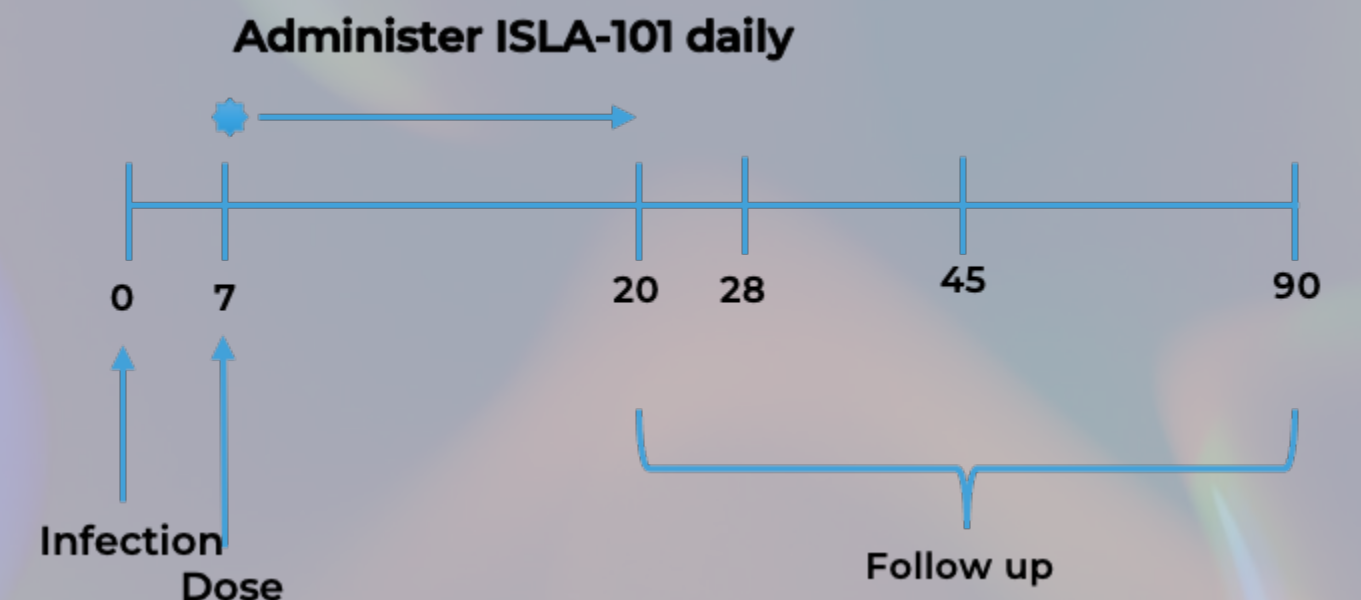 Administer ISLA-101 daily
0 7 20 28 45 90
Infection
Dose
Follow up